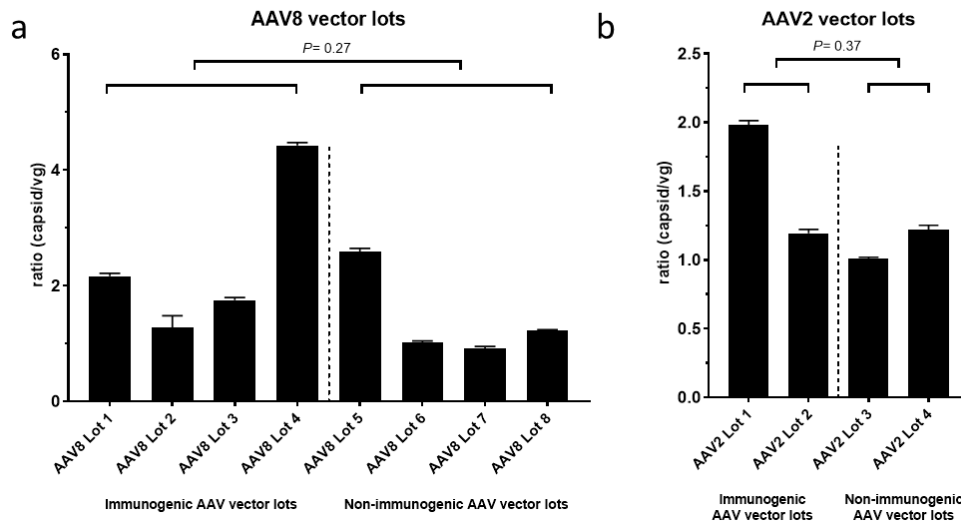 a
AAV8 vector lots
P= 0.27
ratio (capsid/vg)
6
4
2
0
AAV8 Lot 1
AAV8 Lot 2
AAV8 Lot 3
AAV8 Lot 4
AAV8 Lot 5
AAV8 Lot 6
AAV8 Lot 7
AAV8 Lot 8
Immunogenic AAV vector lots
Non-immunogenic AAV vector lots
b
AAV2 vector lots
P= 0.37
ratio (capsid/vg)
2.5
2.0
1.5
1.0
0.5
0.0
AAV2 Lot 1
AAV2 Lot 2
AAV2 Lot 3
AAV2 Lot 4
Immunogenic
AAV vector lots
Non-immunogenic
AAV vector lots